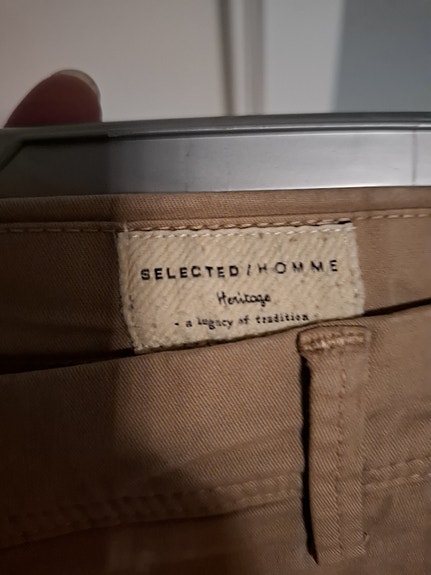 SELECTED/HOMME
Heritage
- a legacy of tradition -